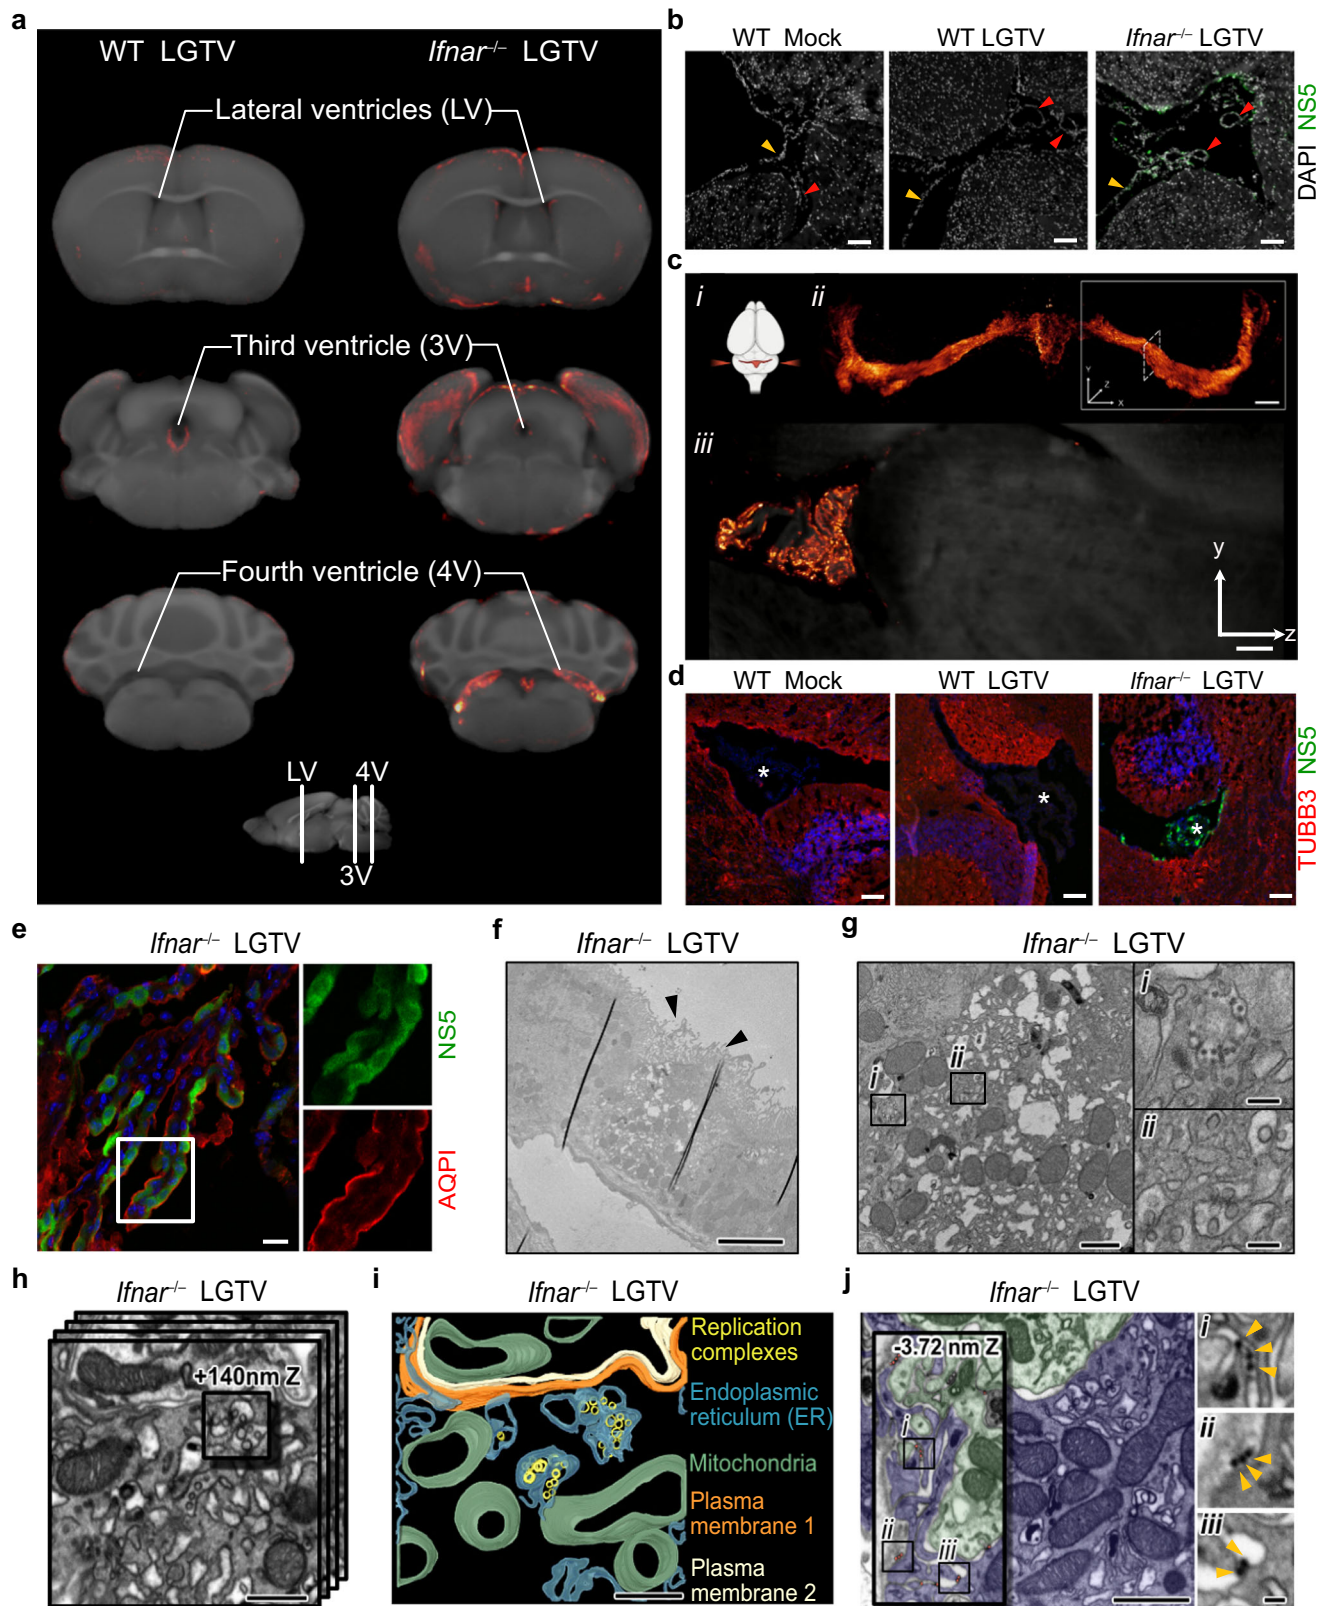 a
WT LGTV
Ifnar–/– LGTV
Lateral ventricles (LV)
Third ventricle (3V)
Fourth ventricle (4V)
LV
4V
3V
b
WT Mock
WT LGTV
Ifnar–/– LGTV
DAPI NS5
c
i
ii
Y
Z
X
iii
y
z
d
WT Mock
WT LGTV
Ifnar–/– LGTV
*
*
*
TUBB3 NS5
e
Ifnar–/– LGTV
NS5
AQPI
f
Ifnar–/– LGTV
g
Ifnar–/– LGTV
i
ii
i
ii
h
Ifnar–/– LGTV
+140nm Z
i
Ifnar–/– LGTV
Replication
complexes
Endoplasmic
reticulum (ER)
Mitochondria
Plasma
membrane 1
Plasma
membrane 2
j
Ifnar–/– LGTV
-3.72 nm Z
i
ii
iii
i
ii
iii